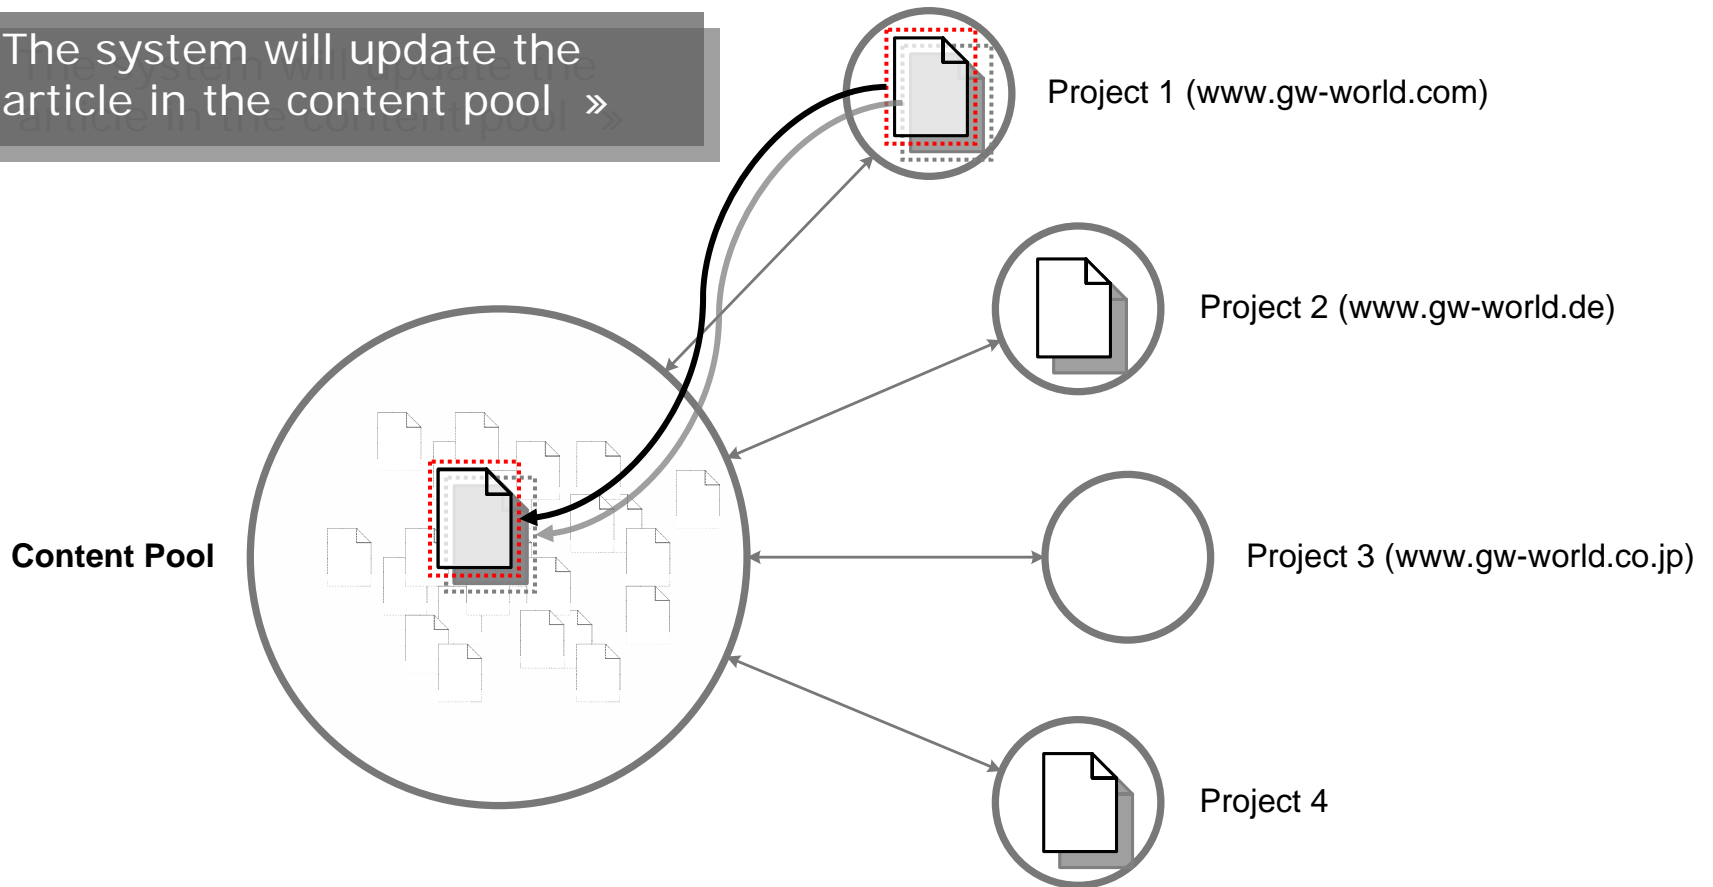 The system will update the
article in the content pool »
Project 1 (www.gw-world.com)
Project 2 (www.gw-world.de)
Content Pool
Project 3 (www.gw-world.co.jp)
Project 4